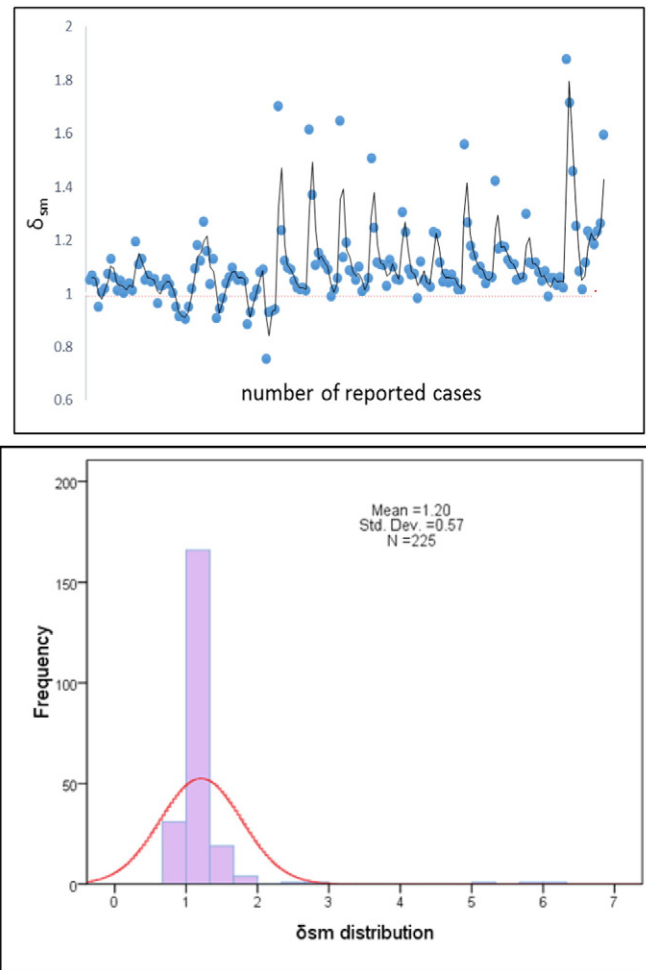 2
1.8
1.6
1.4
1.2
1
0.8
0.6
δsm
number of reported cases
200
150
100
50
0
Frequency
Mean =1.20
Std. Dev. =0.57
N =225
0 1 2 3 4 5 6 7
δsm distribution